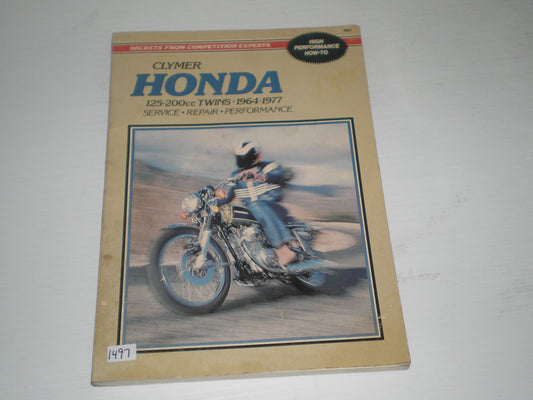 SECRETS FROM COMPETITION EXPERTS
HIGH
PERFORMANCE
HOW-TO
CLYMER
HONDA
125-200cc TWINS • 1964-1977
SERVICE • REPAIR • PERFORMANCE
1497